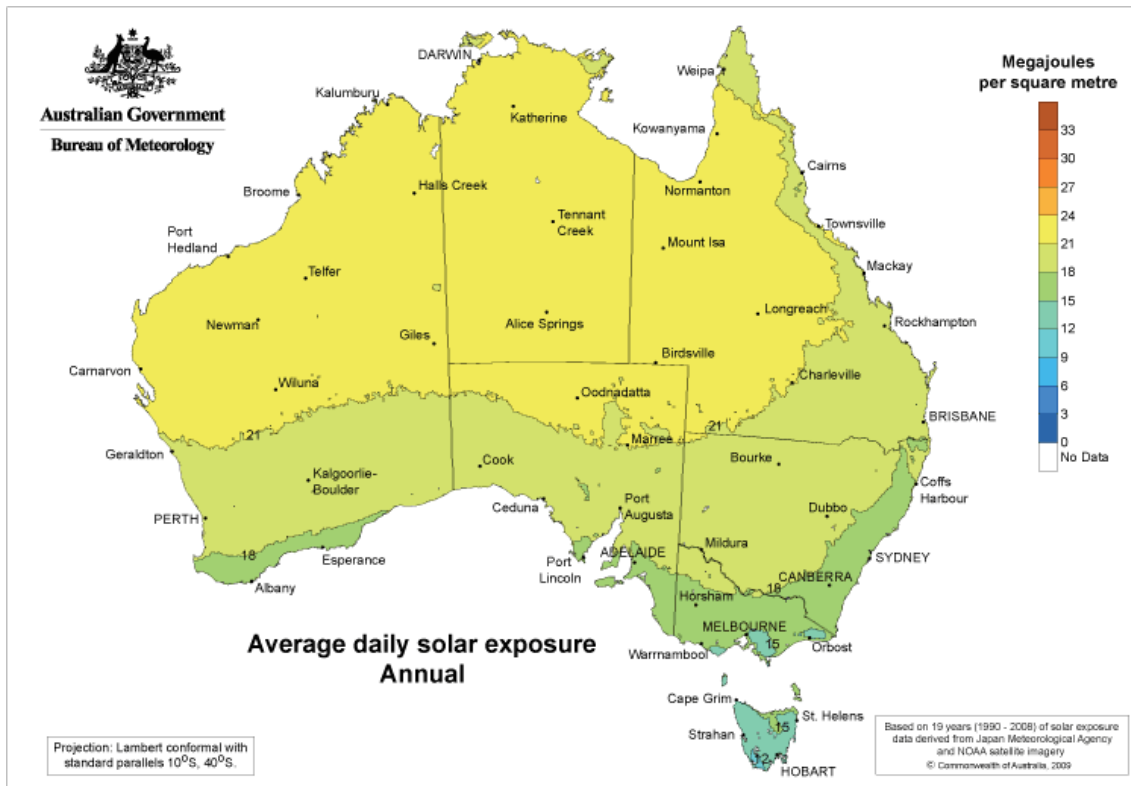 Australian Government
Bureau of Meteorology
Megajoules
per square metre
33
30
27
24
21
18
15
12
9
6
3
0
No Data
DARWIN
Weipa
Kalumburu
Katherine
Kowanyama
Cairns
Broome
Halls Creek
Normanton
Port
Hedland
Tennant
Creek
Townsville
Mount Isa
Telfer
Mackay
Newman
Alice Springs
Longreach
Rockhampton
Giles
Birdsville
Carnarvon
Wiluna
Oodnadatta
Charleville
21
21
BRISBANE
Marree
Geraldton
Cook
Bourke
Kalgoorlie-
Boulder
Coffs
Harbour
Ceduna
Port
Augusta
Dubbo
PERTH
18
Esperance
ADELAIDE
Mildura
SYDNEY
Port
Lincoln
CANBERRA
18
Albany
Horsham
MELBOURNE
15
Warrnambool
Orbost
Average daily solar exposure
Annual
Cape Grim
St. Helens
15
Strahan
12
HOBART
Projection: Lambert conformal with
standard parallels 10°S, 40°S.
Based on 19 years (1990 - 2008) of solar exposure
data derived from Japan Meteorological Agency
and NOAA satellite imagery
© Commonwealth of Australia, 2009